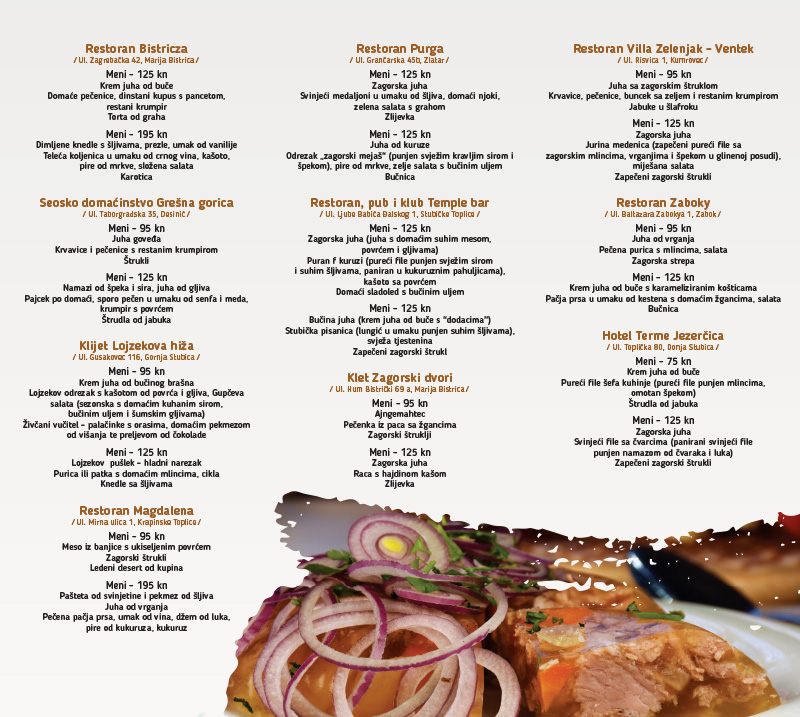 Restoran Bistricza
/ Ul. Zagrebačka 42, Marija Bistrica /
Meni - 125 kn
Krem juha od buče
Domaće pečenice, dinstani kupus s pancetom,
restani krumpir
Torta od graha
Meni - 195 kn
Dimljene knedle s šljivama, prezle, umak od vanilije
Teleća koljenica u umaku od crnog vina, kašoto,
pire od mrkve, složena salata
Karotica
Seosko domaćinstvo Grešna gorica
/ Ul. Taborgradska 35, Desinić /
Meni - 95 kn
Juha goveđa
Krvavice i pečenice s restanim krumpirom
Štrukli
Meni - 125 kn
Namazi od špeka i sira, juha od gljiva
Pajcek po domaći, sporo pečen u umaku od senfa i meda,
krumpir s povrćem
Štrudla od jabuka
Klijet Lojzekova hiža
/ Ul. Gusakovec 116, Gornja Stubica /
Meni - 95 kn
Krem juha od bučinog brašna
Lojzekov odrezak s kašotom od povrća i gljiva, Gupčeva
salata (sezonska s domaćim kuhanim sirom,
bučinim uljem i šumskim gljivama)
Živčani vučitel - palačinke s orasima, domaćim pekmezom
od višanja te preljevom od čokolade
Meni - 125 kn
Lojzekov pušlek - hladni narezak
Purica ili patka s domaćim mlincima, cikla
Knedle sa šljivama
Restoran Magdalena
/ Ul. Mirna ulica 1, Krapinske Toplice /
Meni - 95 kn
Meso iz banjice s ukiseljenim povrćem
Zagorski štrukli
Ledeni desert od kupina
Meni - 195 kn
Pašteta od svinjetine i pekmez od šljiva
Juha od vrganja
Pečena pačja prsa, umak od vina, džem od luka,
pire od kukuruza, kukuruz
Restoran Purga
/ Ul. Grančarska 45b, Zlatar /
Meni - 125 kn
Zagorska juha
Svinjeći medaljoni u umaku od šljiva, domaći njoki,
zelena salata s grahom
Zlijevka
Meni - 125 kn
Juha od kuruze
Odrezak „zagorski mejaš" (punjen svježim kravljim sirom i
špekom), pire od mrkve, zelje salata s bučinim uljem
Bučnica
Restoran, pub i klub Temple bar
/ Ul. Ljube Babića Đalskog 1, Stubičke Toplice /
Meni - 125 kn
Zagorska juha (juha s domaćim suhim mesom,
povrćem i gljivama)
Puran f kuruzi (pureći file punjen svježim sirom
i suhim šljivama, paniran u kukuruznim pahuljicama),
kašoto sa povrćem
Domaći sladoled s bučinim uljem
Meni - 125 kn
Bučina juha (krem juha od buče s "dodacima")
Stubička pisanica (lungić u umaku punjen suhim šljivama),
svježa tjestenina
Zapečeni zagorski štrukl
Klet Zagorski dvori
/ Ul. Hum Bistrički 69 a, Marija Bistrica /
Meni - 95 kn
Ajngemahtec
Pečenka iz paca sa žgancima
Zagorski štruklji
Meni - 125 kn
Zagorska juha
Raca s hajdinom kašom
Zlijevka
Restoran Villa Zelenjak - Ventek
/ Ul. Risvica 1, Kumrovec /
Meni - 95 kn
Juha sa zagorskim štruklom
Krvavice, pečenice, buncek sa zeljem i restanim krumpirom
Jabuke u šlafroku
Meni - 125 kn
Zagorska juha
Jurina medenica (zapečeni pureći file sa
zagorskim mlincima, vrganjima i špekom u glinenoj posudi),
miješana salata
Zapečeni zagorski štrukli
Restoran Zaboky
/ Ul. Baltazara Zabokya 1, Zabok /
Meni - 95 kn
Juha od vrganja
Pečena purica s mlincima, salata
Zagorska strepa
Meni - 125 kn
Krem juha od buče s karameliziranim košticama
Pačja prsa u umaku od kestena s domaćim žgancima, salata
Bučnica
Hotel Terme Jezerčica
/ Ul. Toplička 80, Donja Stubica /
Meni - 75 kn
Krem juha od buče
Pureći file šefa kuhinje (pureći file punjen mlincima,
omotan špekom)
Štrudla od jabuka
Meni - 125 kn
Zagorska juha
Svinjeći file sa čvarcima (panirani svinjeći file
punjen namazom od čvaraka i luka)
Zapečeni zagorski štrukli